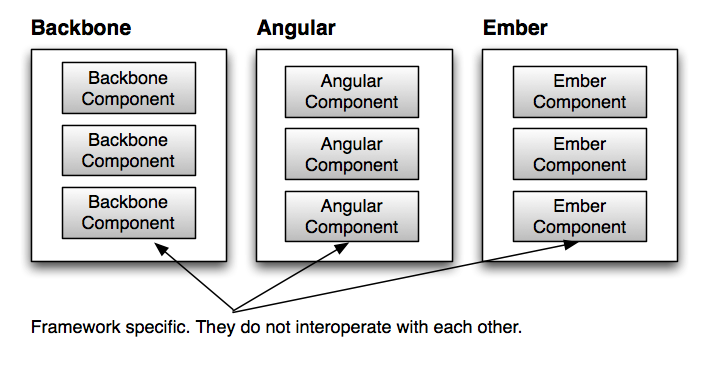 Backbone
Angular
Ember
Backbone
Component
Backbone
Component
Backbone
Component
Angular
Component
Angular
Component
Angular
Component
Ember
Component
Ember
Component
Ember
Component
Framework specific. They do not interoperate with each other.